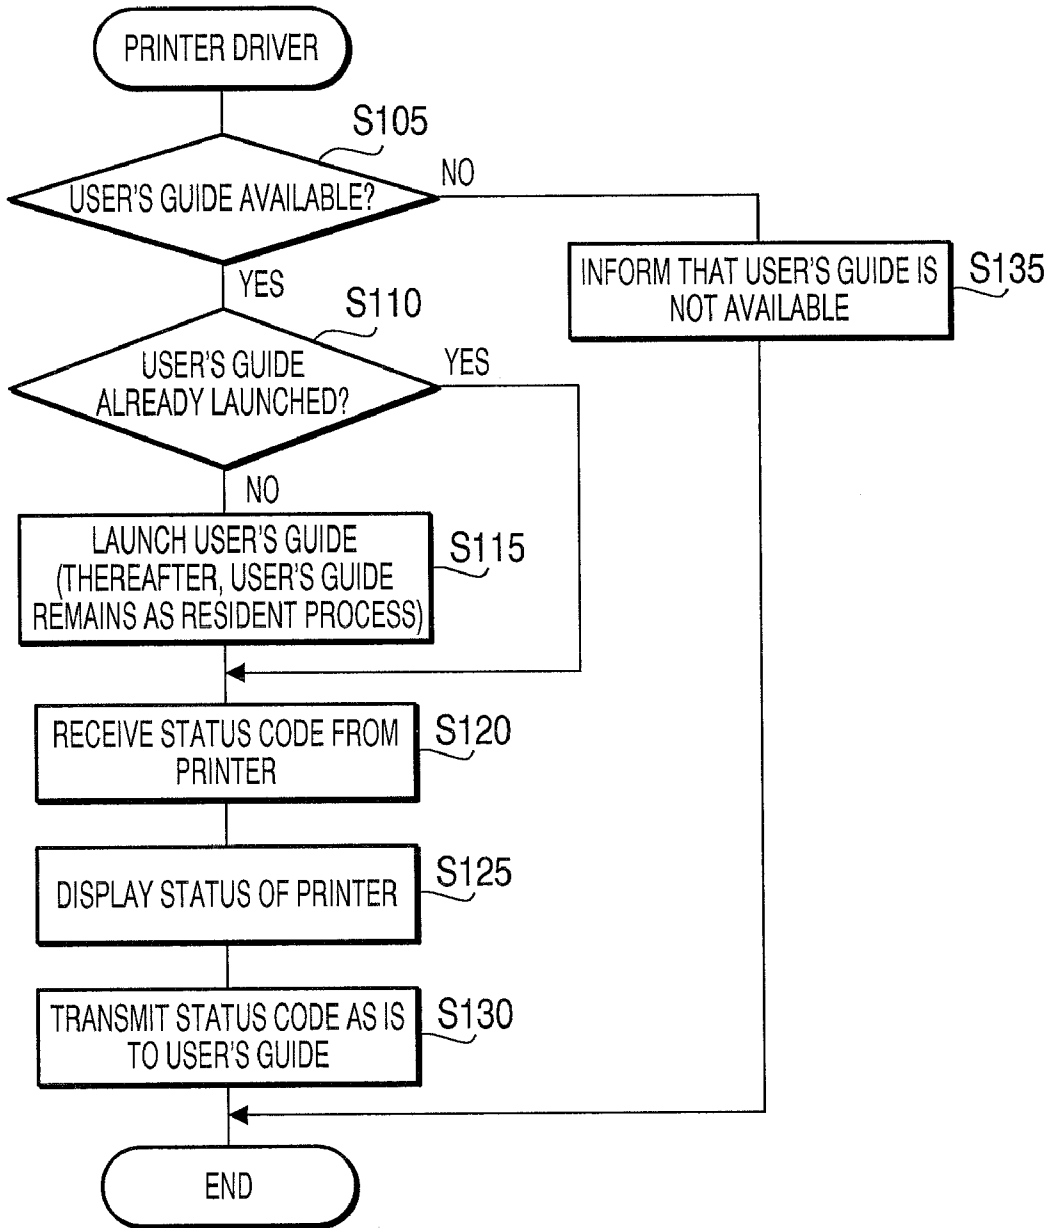 PRINTER DRIVER
S105
USER'S GUIDE AVAILABLE?
NO
YES
INFORM THAT USER'S GUIDE IS
NOT AVAILABLE
S135
S110
USER'S GUIDE
ALREADY LAUNCHED?
YES
NO
LAUNCH USER'S GUIDE
(THEREAFTER, USER'S GUIDE
REMAINS AS RESIDENT PROCESS)
S115
RECEIVE STATUS CODE FROM
PRINTER
S120
DISPLAY STATUS OF PRINTER
S125
TRANSMIT STATUS CODE AS IS
TO USER'S GUIDE
S130
END